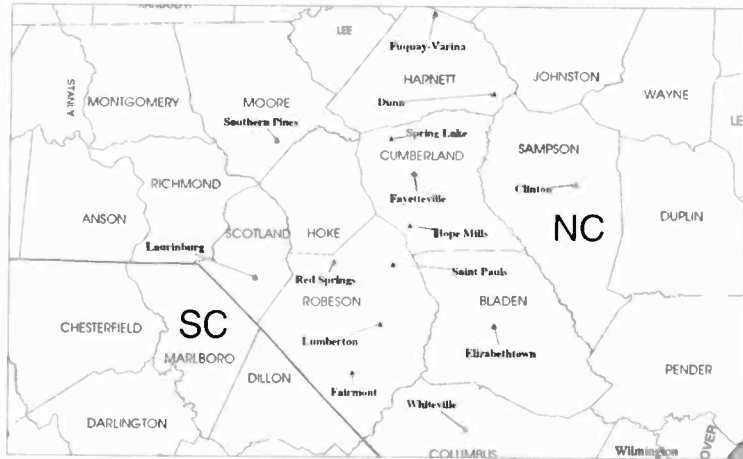 LEE
Fuquay-Varina
HARNETT
JOHNSTON
STANLY
MONTGOMERY
MOORE
Dunn
WAYNE
Southern Pines
Spring Lake
SAMPSON
CUMBERLAND
RICHMOND
Clinton
Fayetteville
ANSON
DUPLIN
SCOTLAND
HOKE
Hope Mills
NC
Laurinburg
Red Springs
Saint Pauls
ROBESON
BLADEN
CHESTERFIELD
SC
Lumberton
MARLBORO
Elizabethtown
DILLON
PENDER
Fairmont
Whiteville
DARLINGTON
COLUMBUS
Wilmington